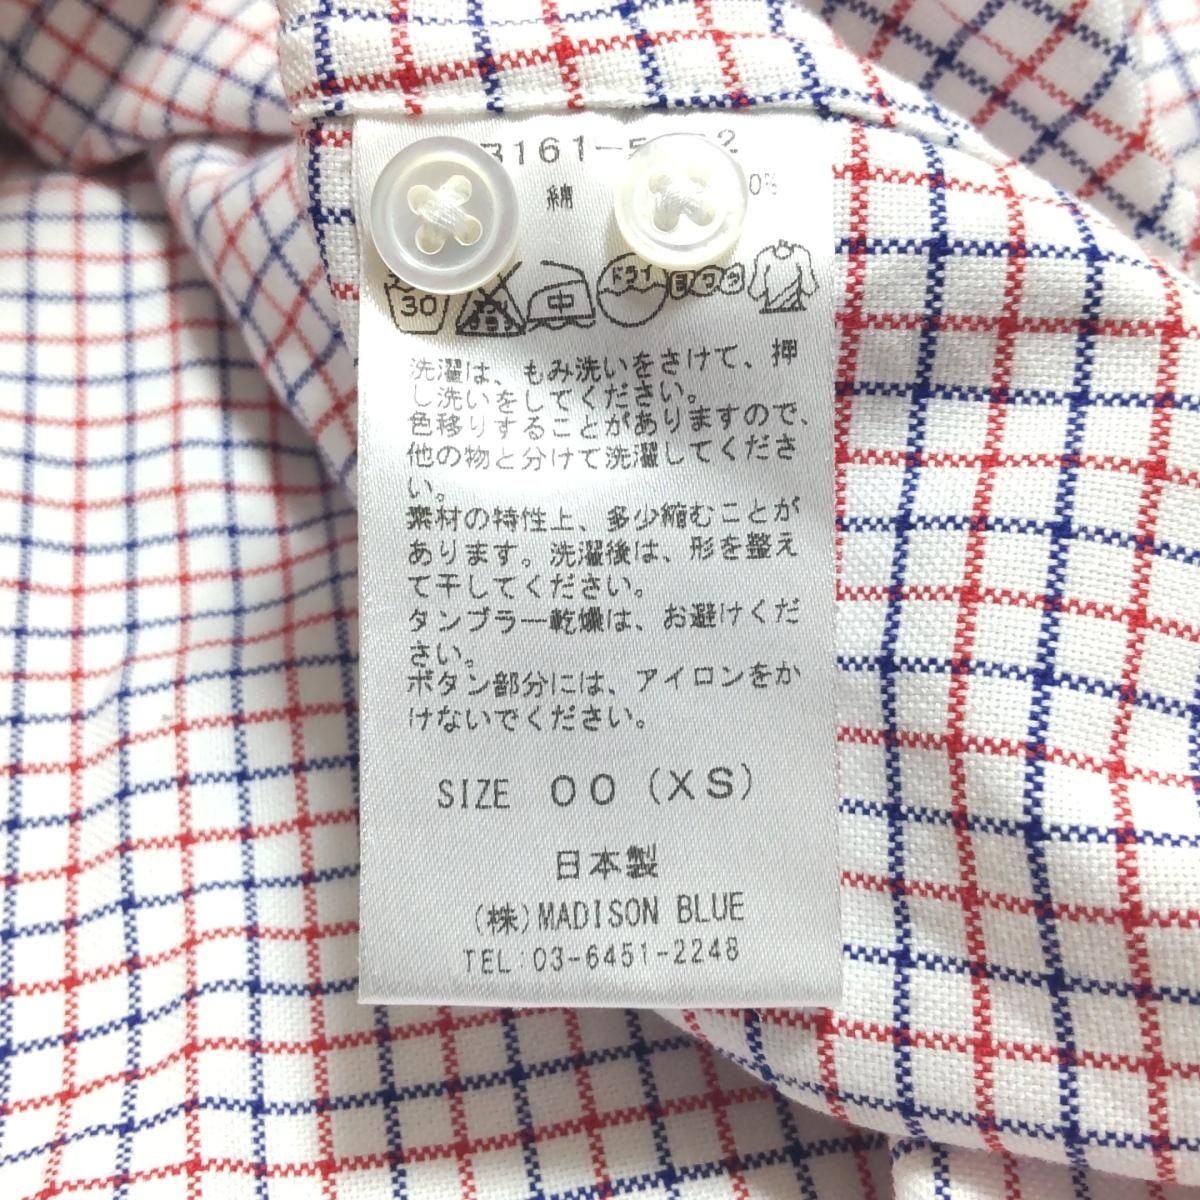 綿
30 中 ドライ ヨワク
洗濯は、もみ洗いをさけて、押
し洗いをしてください。
色移りすることがありますので、
他の物と分けて洗濯してくださ
い。
素材の特性上、多少縮むことが
あります。洗濯後は、形を整え
て干してください。
タンブラー乾燥は、お避けくだ
さい。
ボタン部分には、アイロンをか
けないでください。
SIZE 00 (XS)
日本製
(株)MADISON BLUE
TEL:03-6451-2248